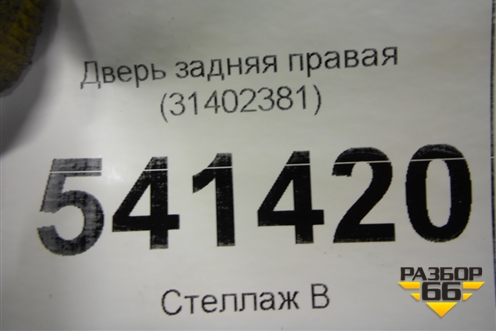 Дверь задняя правая
(31402381)
541420
Стеллаж В
РАЗБОР
66